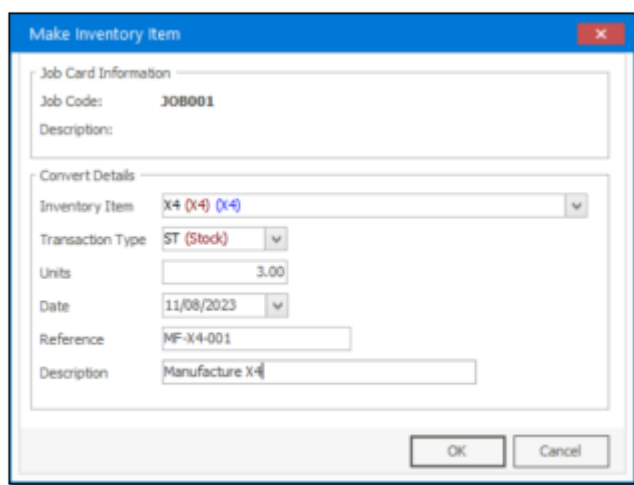 Make Inventory Item
Job Card Information
Job Code: JOB001
Description:
Convert Details
Inventory Item X4 (X4) (X4)
Transaction Type ST (Stock)
Units 3.00
Date 11/08/2023
Reference MF-X4-001
Description Manufacture X4
OK Cancel